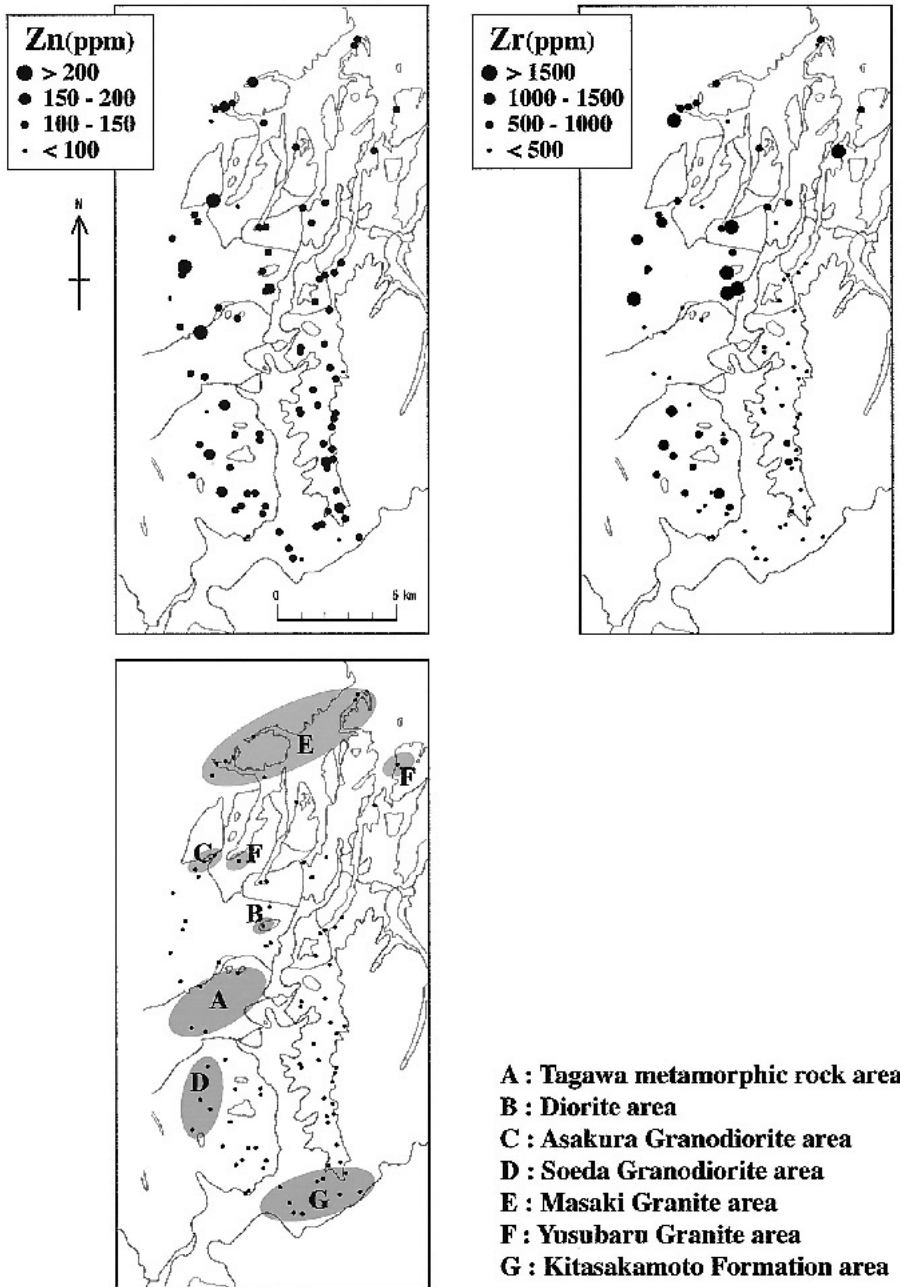 Zn(ppm)
> 200
150 - 200
100 - 150
< 100
N
0 6 km
Zr(ppm)
> 1500
1000 - 1500
500 - 1000
< 500
E
F
C
F
B
A
D
G
A : Tagawa metamorphic rock area
B : Diorite area
C : Asakura Granodiorite area
D : Soeda Granodiorite area
E : Masaki Granite area
F : Yusubaru Granite area
G : Kitasakamoto Formation area